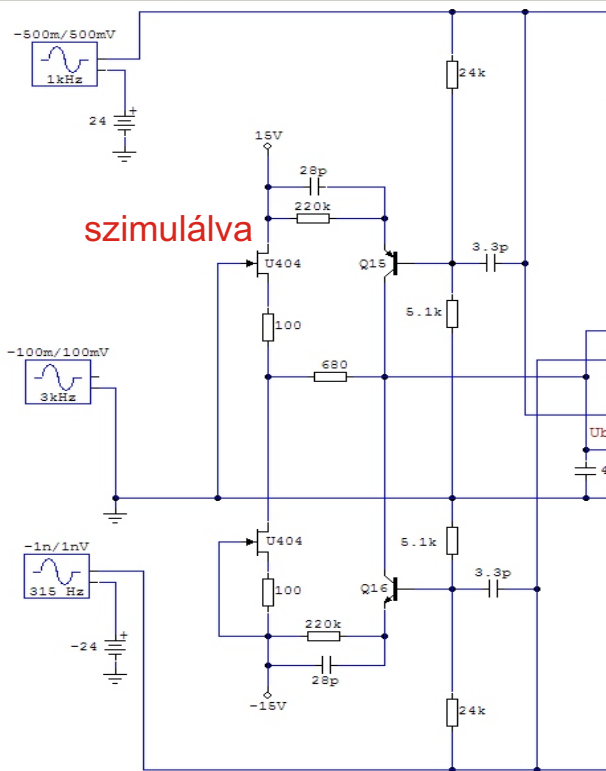 -500m/500mV
1kHz
24k
24
+
15V
28p
220k
szimulálva
U404
Q15
3.3p
5.1k
100
-100m/100mV
680
3kHz
Ub
4
-1n/1nV
U404
5.1k
315 Hz
3.3p
100
Q16
220k
+
-24
28p
-15V
24k